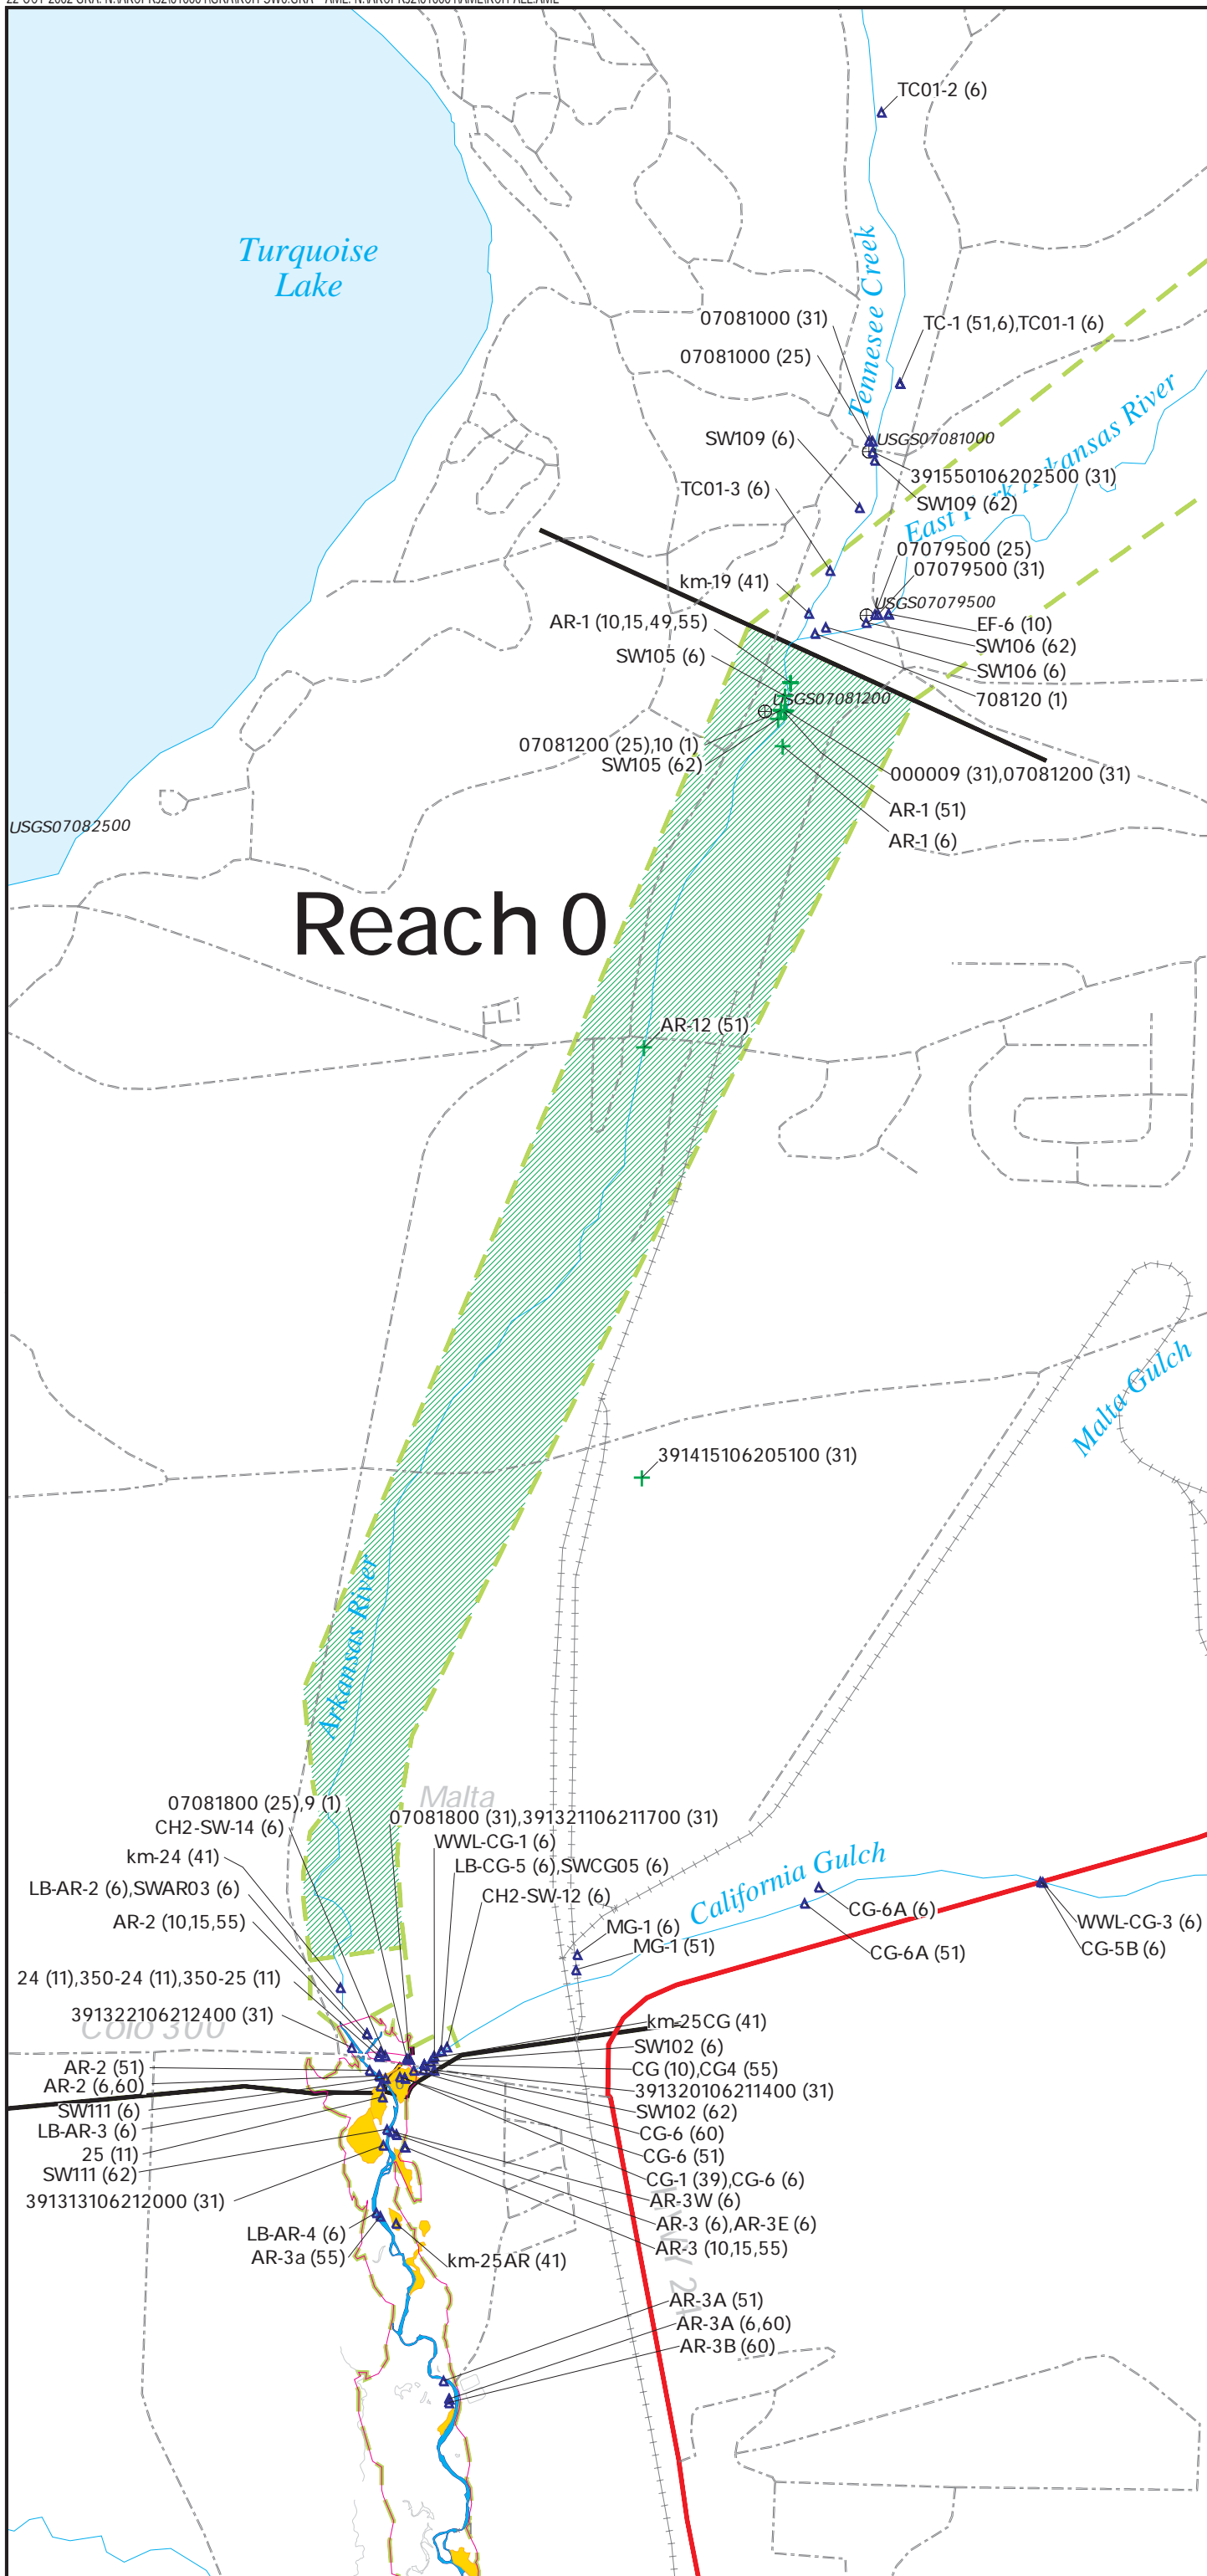 TC01-2 (6)
Turquoise
Lake
Tennesee Creek
07081000 (31)
TC-1 (51,6),TC01-1 (6)
07081000 (25)
East Fork Arkansas River
SW109 (6)
USGS07081000
391550106202500 (31)
TC01-3 (6)
SW109 (62)
07079500 (25)
07079500 (31)
km-19 (41)
USGS07079500
AR-1 (10,15,49,55)
EF-6 (10)
SW106 (62)
SW105 (6)
SW106 (6)
USGS07081200
708120 (1)
07081200 (25),10 (1)
SW105 (62)
000009 (31),07081200 (31)
AR-1 (51)
USGS07082500
AR-1 (6)
Reach 0
AR-12 (51)
Malta Gulch
391415106205100 (31)
Arkansas River
Malta
07081800 (25),9 (1)
07081800 (31),391321106211700 (31)
CH2-SW-14 (6)
WWL-CG-1 (6)
km-24 (41)
LB-CG-5 (6),SWCG05 (6)
California Gulch
LB-AR-2 (6),SWAR03 (6)
CH2-SW-12 (6)
CG-6A (6)
AR-2 (10,15,55)
WWL-CG-3 (6)
MG-1 (6)
MG-1 (51)
CG-6A (51)
CG-5B (6)
24 (11),350-24 (11),350-25 (11)
391322106212400 (31)
km-25CG (41)
Colo 300
SW102 (6)
AR-2 (51)
CG (10),CG4 (55)
AR-2 (6,60)
391320106211400 (31)
SW111 (6)
SW102 (62)
LB-AR-3 (6)
CG-6 (60)
25 (11)
CG-6 (51)
SW111 (62)
CG-1 (39),CG-6 (6)
391313106212000 (31)
AR-3W (6)
AR-3 (6),AR-3E (6)
LB-AR-4 (6)
AR-3 (10,15,55)
AR-3a (55)
km-25AR (41)
HWY 24
AR-3A (51)
AR-3A (6,60)
AR-3B (60)